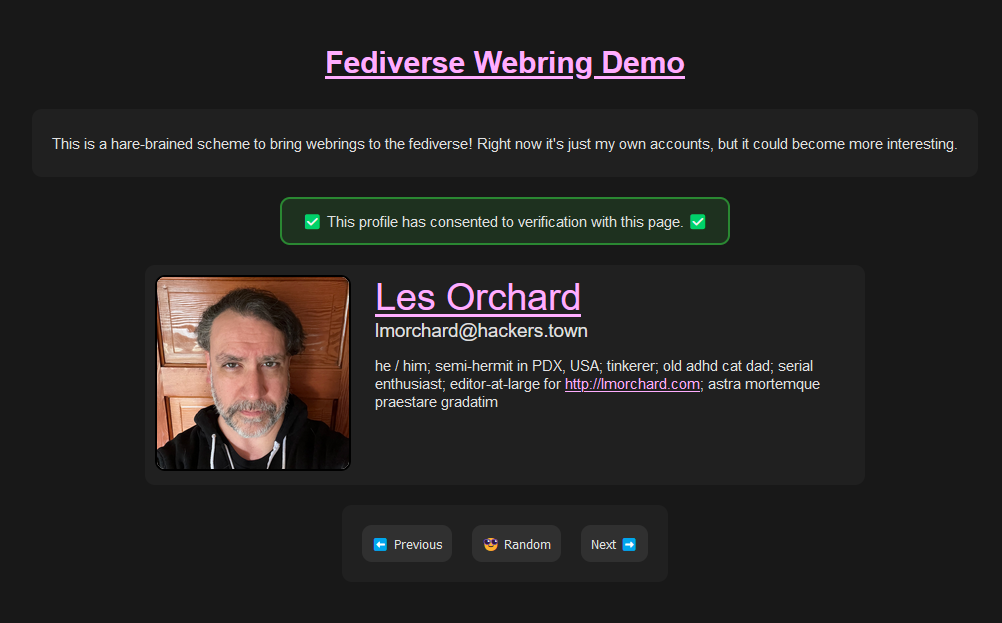 Fediverse Webring Demo
This is a hare-brained scheme to bring webrings to the fediverse! Right now it's just my own accounts, but it could become more interesting.
✅ This profile has consented to verification with this page. ✅
Les Orchard
lmorchard@hackers.town
he / him; semi-hermit in PDX, USA; tinkerer; old adhd cat dad; serial
enthusiast; editor-at-large for http://lmorchard.com; astra mortemque
praestare gradatim
⬅️ Previous
Random
Next ➡️